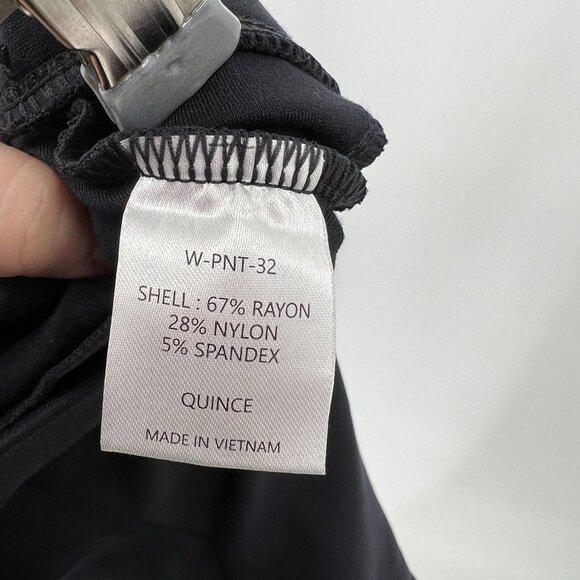 W-PNT-32
SHELL : 67% RAYON
28% NYLON
5% SPANDEX
QUINCE
MADE IN VIETNAM